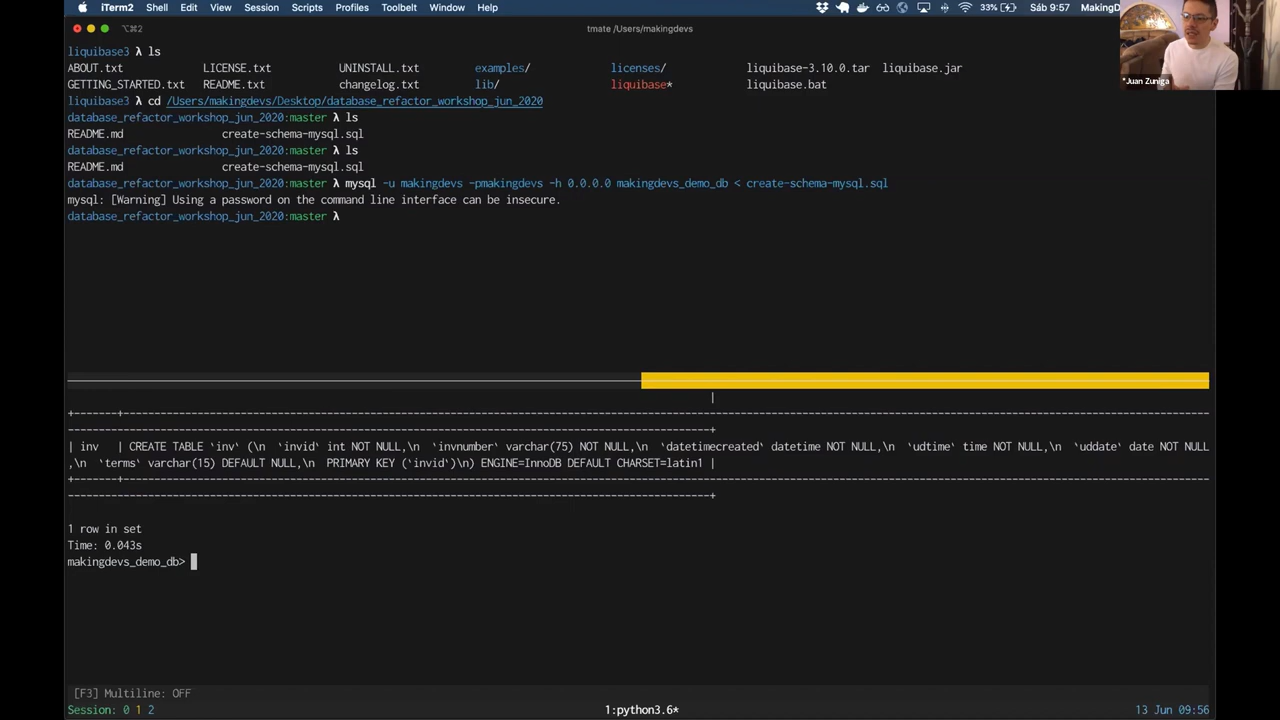 iTerm2 Shell Edit View Session Scripts Profiles Toolbelt Window Help 33% Sáb 9:57 MakingD
⌥⌘2 tmate /Users/makingdevs
*Juan Zuniga
liquibase3 λ ls
ABOUT.txt LICENSE.txt UNINSTALL.txt examples/ licenses/ liquibase-3.10.0.tar liquibase.jar
GETTING_STARTED.txt README.txt changelog.txt lib/ liquibase* liquibase.bat
liquibase3 λ cd /Users/makingdevs/Desktop/database_refactor_workshop_jun_2020
database_refactor_workshop_jun_2020:master λ ls
README.md create-schema-mysql.sql
database_refactor_workshop_jun_2020:master λ ls
README.md create-schema-mysql.sql
database_refactor_workshop_jun_2020:master λ mysql -u makingdevs -pmakingdevs -h 0.0.0.0 makingdevs_demo_db < create-schema-mysql.sql
mysql: [Warning] Using a password on the command line interface can be insecure.
database_refactor_workshop_jun_2020:master λ
| inv | CREATE TABLE `inv` (\n `invid` int NOT NULL,\n `invnumber` varchar(75) NOT NULL,\n `datetimecreated` datetime NOT NULL,\n `udtime` time NOT NULL,\n `uddate` date NOT NULL
,\n `terms` varchar(15) DEFAULT NULL,\n PRIMARY KEY (`invid`)\n) ENGINE=InnoDB DEFAULT CHARSET=latin1 |
1 row in set
Time: 0.043s
makingdevs_demo_db>
[F3] Multiline: OFF
Session: 0 1 2 1:python3.6* 13 Jun 09:56